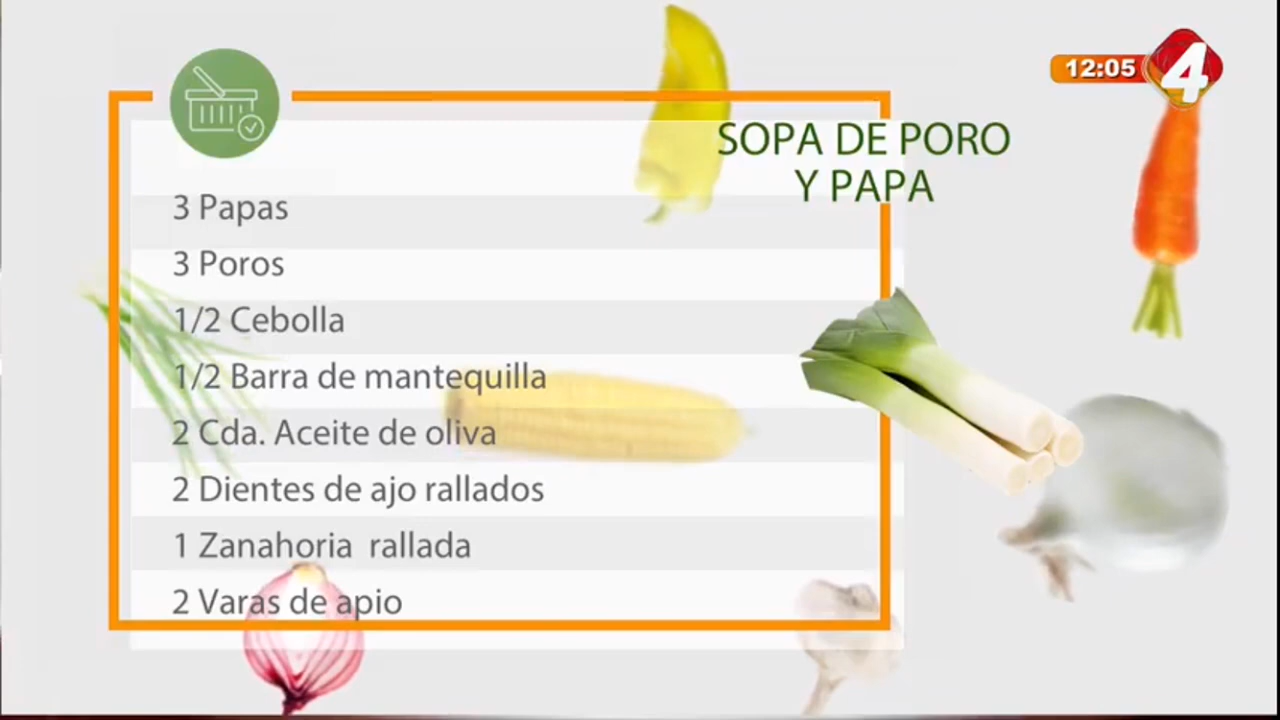 12:05
4
SOPA DE PORO
Y PAPA
3 Papas
3 Poros
1/2 Cebolla
1/2 Barra de mantequilla
2 Cda. Aceite de oliva
2 Dientes de ajo rallados
1 Zanahoria  rallada
2 Varas de apio